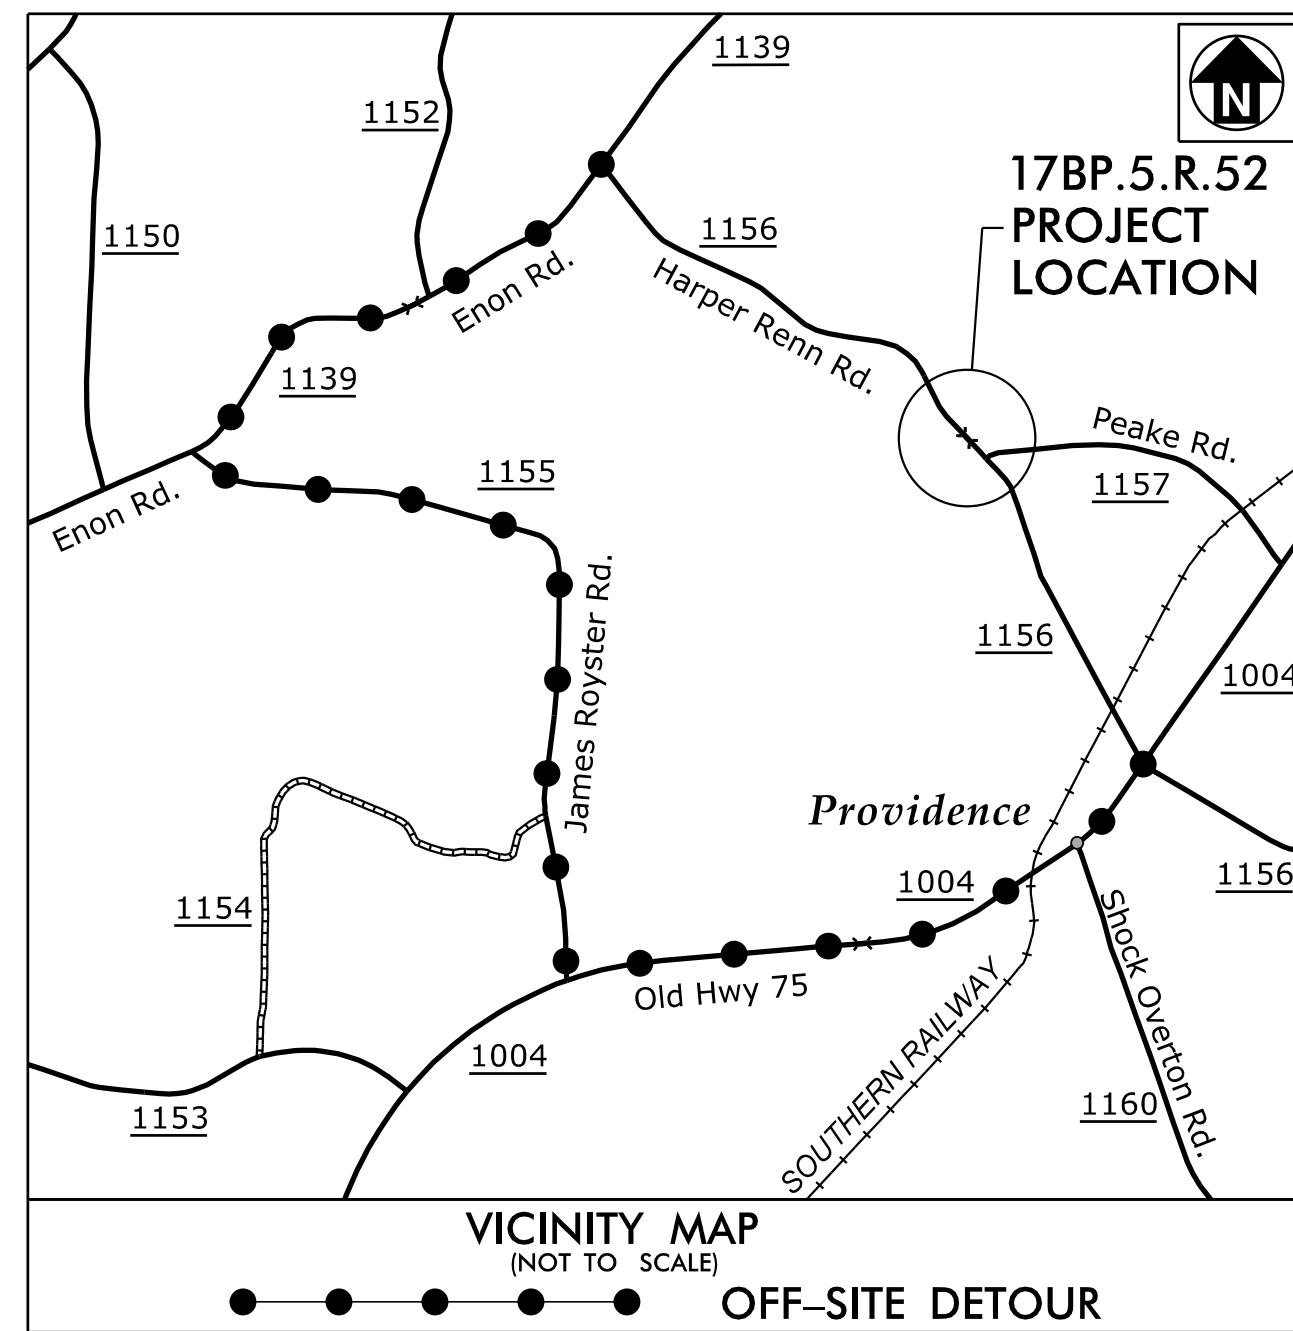 1139
N
1152
17BP.5.R.52
PROJECT
LOCATION
1150
1156
Enon Rd.
Harper Renn Rd.
1139
Peake Rd.
1157
1155
Enon Rd.
James Royster Rd.
1156
1004
Providence
1004
1156
1154
Shock Overton Rd.
Old Hwy 75
SOUTHERN RAILWAY
1004
1160
1153
VICINITY MAP
(NOT TO SCALE)
OFF–SITE DETOUR